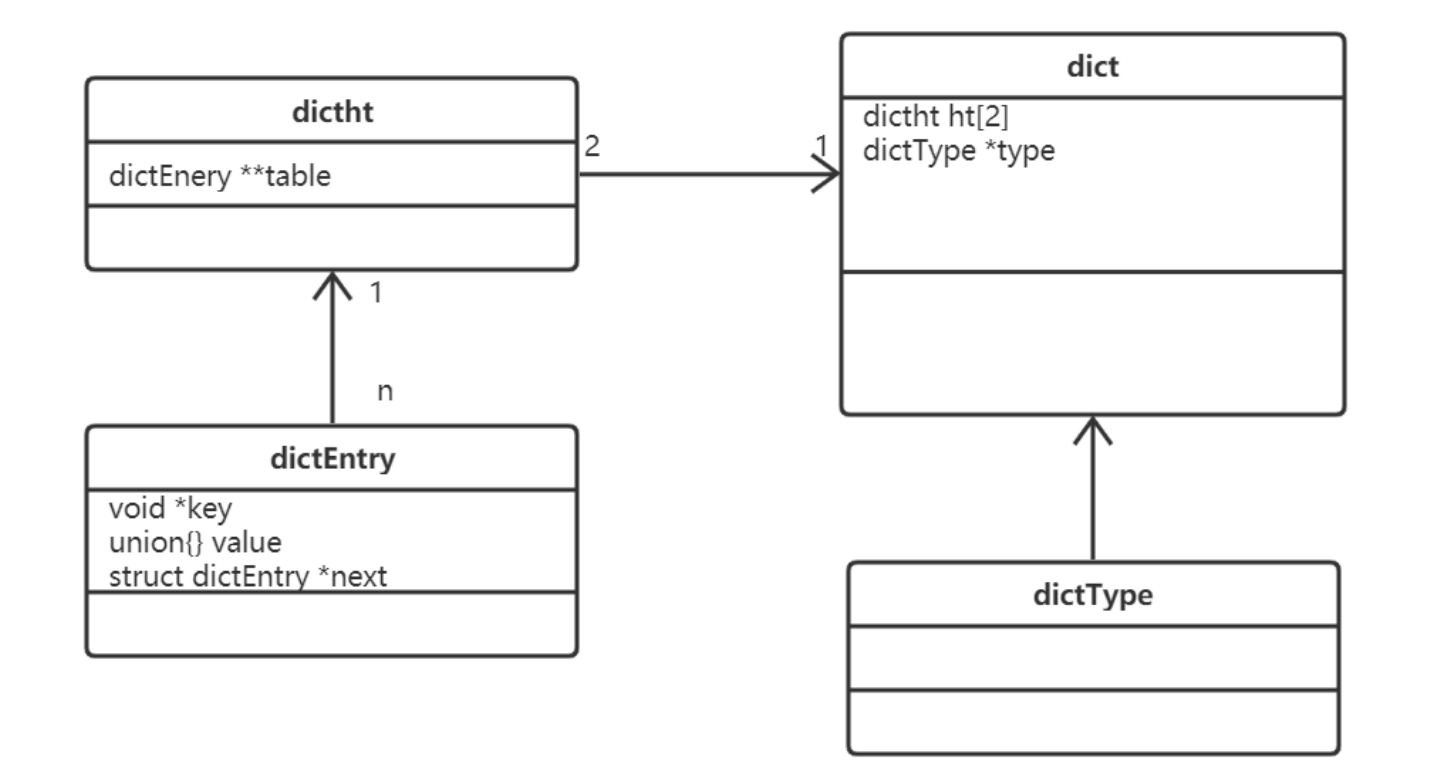 dictht
dictEnery **table
2
1
dict
dictht ht[2]
dictType *type
1
n
dictEntry
void *key
union{} value
struct dictEntry *next
dictType